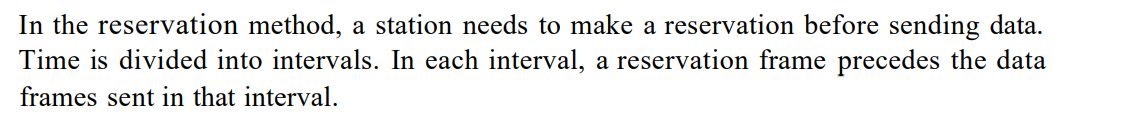 In the reservation method, a station needs to make a reservation before sending data.
Time is divided into intervals. In each interval, a reservation frame precedes the data
frames sent in that interval.